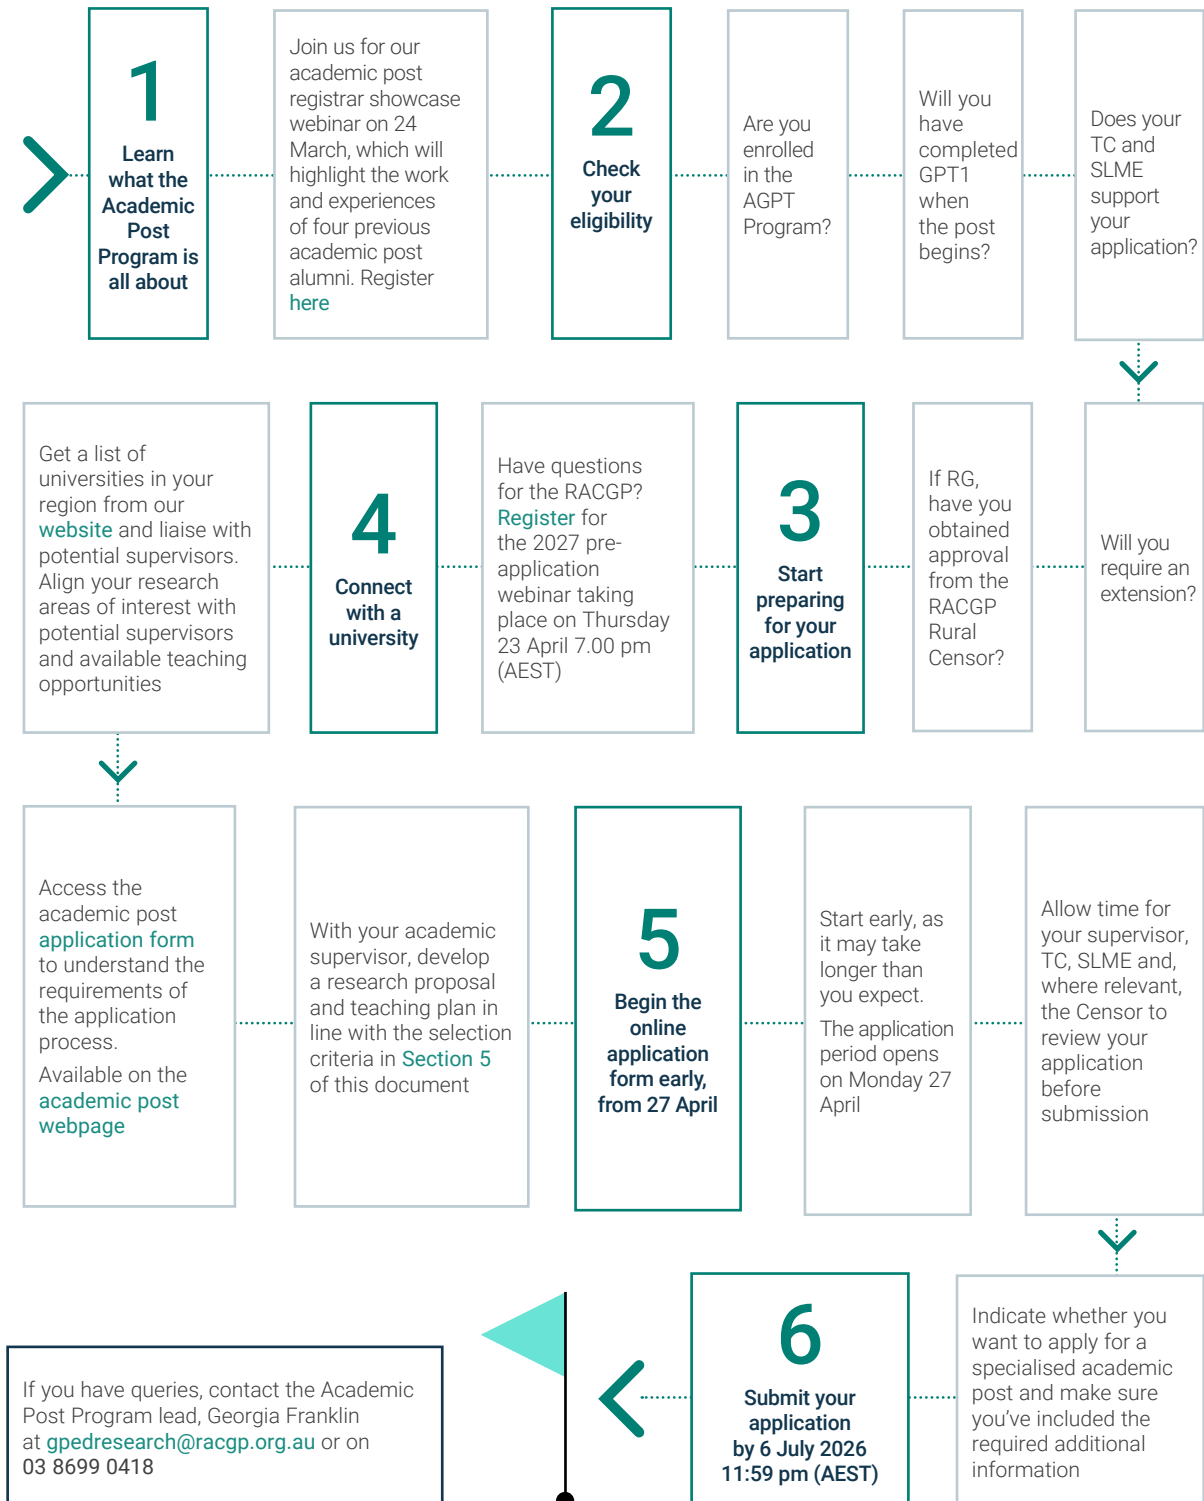 1
Learn
what the
Academic
Post
Program is
all about
Join us for our
academic post
registrar showcase
webinar on 24
March, which will
highlight the work
and experiences
of four previous
academic post
alumni. Register
here
2
Check
your
eligibility
Are you
enrolled
in the
AGPT
Program?
Will you
have
completed
GPT1
when
the post
begins?
Does your
TC and
SLME
support
your
application?
Will you
require an
extension?
If RG,
have you
obtained
approval
from the
RACGP
Rural
Censor?
3
Start
preparing
for your
application
Have questions
for the RACGP?
Register for
the 2027 pre-
application
webinar taking
place on Thursday
23 April 7.00 pm
(AEST)
4
Connect
with a
university
Get a list of
universities in your
region from our
website and liaise with
potential supervisors.
Align your research
areas of interest with
potential supervisors
and available teaching
opportunities
Access the
academic post
application form
to understand the
requirements of
the application
process.
Available on the
academic post
webpage
With your academic
supervisor, develop
a research proposal
and teaching plan in
line with the selection
criteria in Section 5
of this document
5
Begin the
online
application
form early,
from 27 April
Start early, as
it may take
longer than
you expect.
The application
period opens
on Monday 27
April
Allow time for
your supervisor,
TC, SLME and,
where relevant,
the Censor to
review your
application
before
submission
Indicate whether you
want to apply for a
specialised academic
post and make sure
you've included the
required additional
information
6
Submit your
application
by 6 July 2026
11:59 pm (AEST)
If you have queries, contact the Academic
Post Program lead, Georgia Franklin
at gpedresearch@racgp.org.au or on
03 8699 0418